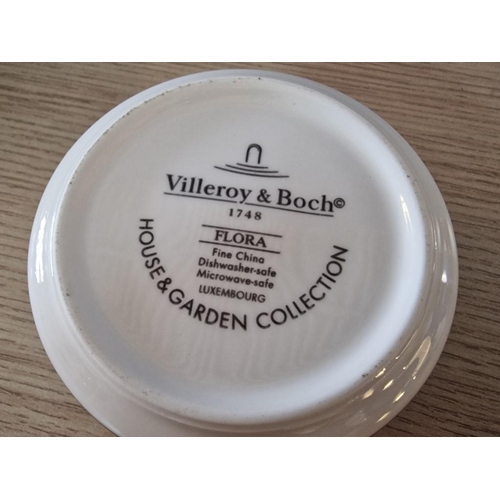 Villeroy & Boch©
1748
FLORA
Fine China
Dishwasher-safe
Microwave-safe
LUXEMBOURG
HOUSE & GARDEN COLLECTION